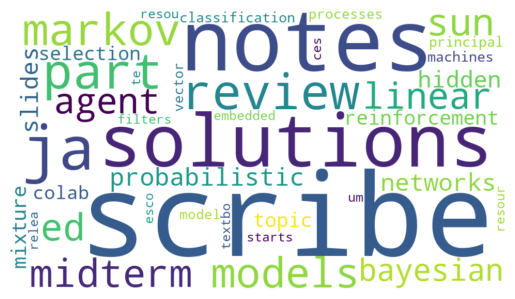 resou classification processes
markov notes sun
principal
selection ces machines
slides part te review linear hidden
agent vector
ja filters embedded reinforcement
solutions
colab probabilistic networks
mixture scribe
esco model topic um resour
relea ed textbo starts
midterm models bayesian